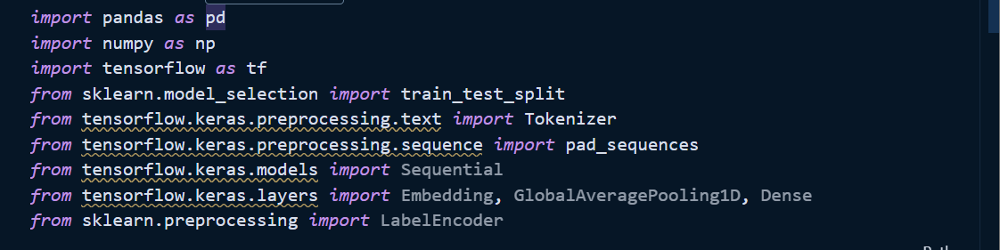 import pandas as pd
import numpy as np
import tensorflow as tf
from sklearn.model_selection import train_test_split
from tensorflow.keras.preprocessing.text import Tokenizer
from tensorflow.keras.preprocessing.sequence import pad_sequences
from tensorflow.keras.models import Sequential
from tensorflow.keras.layers import Embedding, GlobalAveragePooling1D, Dense
from sklearn.preprocessing import LabelEncoder